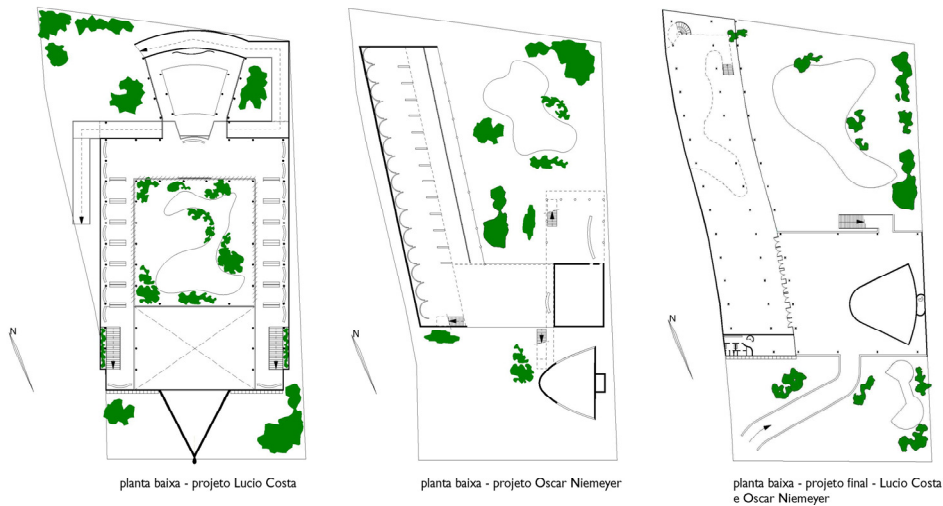 N
N
N
planta baixa - projeto Lucio Costa
planta baixa - projeto Oscar Niemeyer
planta baixa - projeto final - Lucio Costa
e Oscar Niemeyer